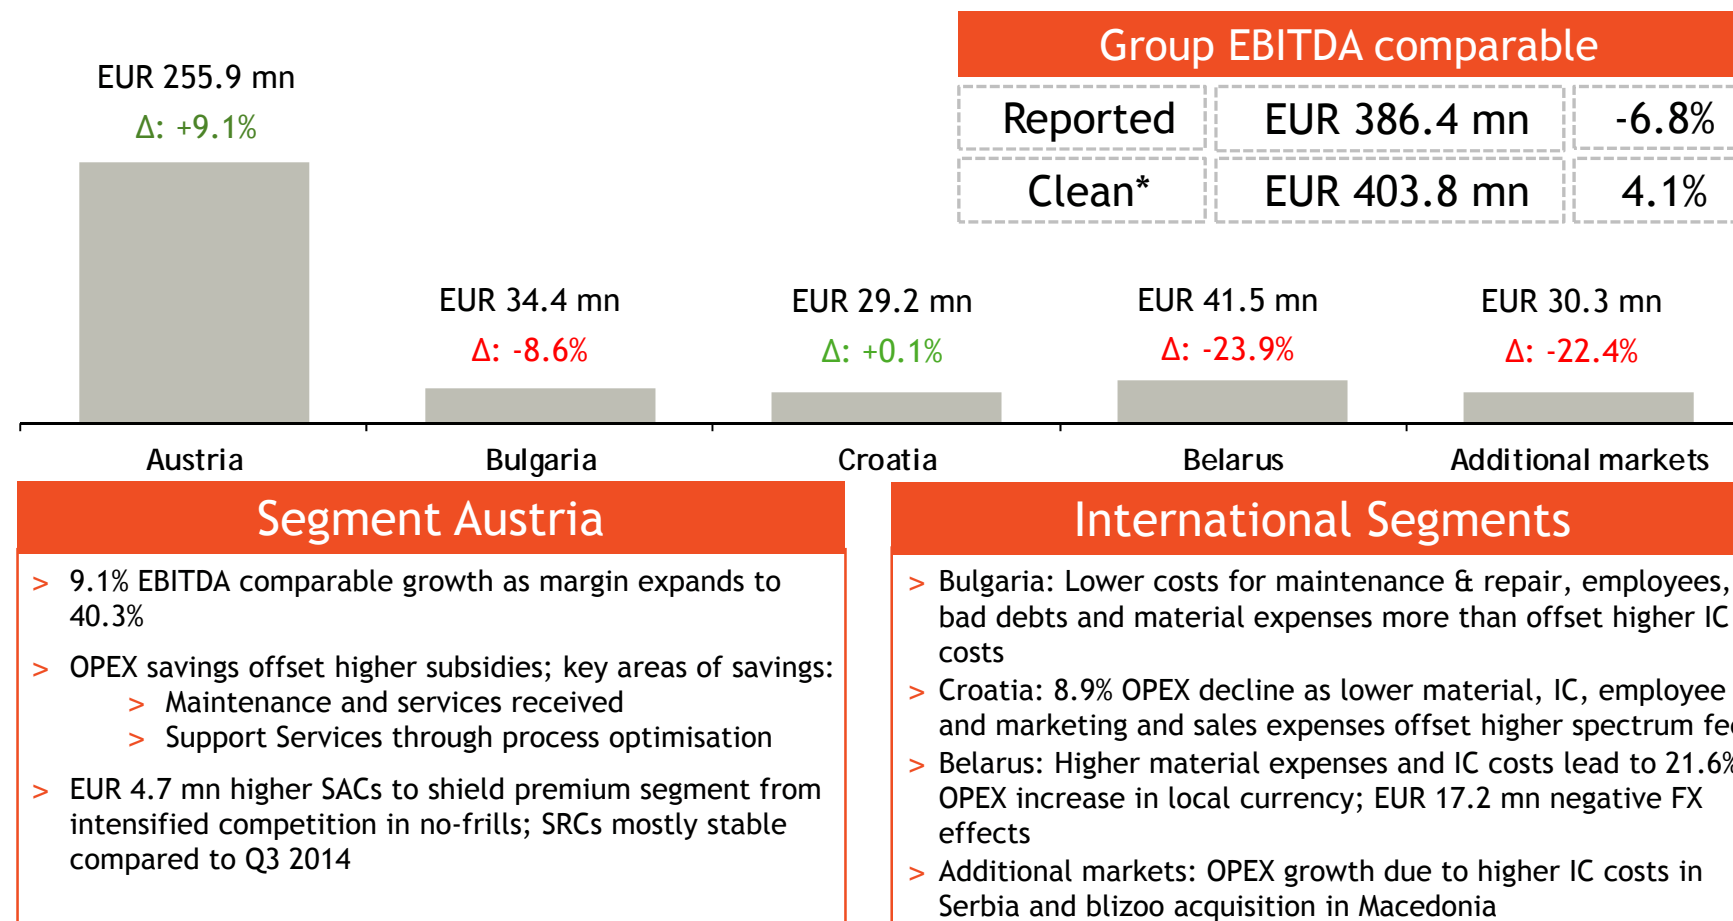 Group EBITDA comparable
Reported EUR 386.4 mn -6.8%
Clean* EUR 403.8 mn 4.1%
EUR 255.9 mn
Δ: +9.1%
EUR 34.4 mn
Δ: -8.6%
EUR 29.2 mn
Δ: +0.1%
EUR 41.5 mn
Δ: -23.9%
EUR 30.3 mn
Δ: -22.4%
Austria Bulgaria Croatia Belarus Additional markets
Segment Austria
> 9.1% EBITDA comparable growth as margin expands to
40.3%
> OPEX savings offset higher subsidies; key areas of savings:
> Maintenance and services received
> Support Services through process optimisation
> EUR 4.7 mn higher SACs to shield premium segment from
intensified competition in no-frills; SRCs mostly stable
compared to Q3 2014
International Segments
> Bulgaria: Lower costs for maintenance & repair, employees,
bad debts and material expenses more than offset higher IC
costs
> Croatia: 8.9% OPEX decline as lower material, IC, employee
and marketing and sales expenses offset higher spectrum
> Belarus: Higher material expenses and IC costs lead to 21.6%
OPEX increase in local currency; EUR 17.2 mn negative FX
effects
> Additional markets: OPEX growth due to higher IC costs in
Serbia and blizoo acquisition in Macedonia